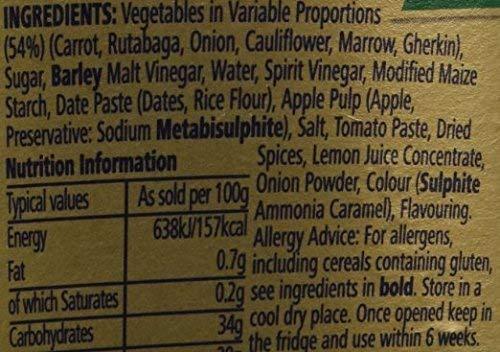 INGREDIENTS: Vegetables in Variable Proportions
(54%) (Carrot, Rutabaga, Onion, Cauliflower, Marrow, Gherkin),
Sugar, Barley Malt Vinegar, Water, Spirit Vinegar, Modified Maize
Starch, Date Paste (Dates, Rice Flour), Apple Pulp (Apple,
Preservative: Sodium Metabisulphite), Salt, Tomato Paste, Dried
Spices, Lemon Juice Concentrate,
Onion Powder, Colour (Sulphite
Ammonia Caramel), Flavouring.
Allergy Advice: For allergens,
including cereals containing gluten,
see ingredients in bold. Store in a
cool dry place. Once opened keep in
the fridge and use within 6 weeks.
Nutrition Information
Typical values As sold per 100g
Energy 638kJ/157kcal
Fat 0.7g
of which Saturates 0.2g
Carbohydrates 34g